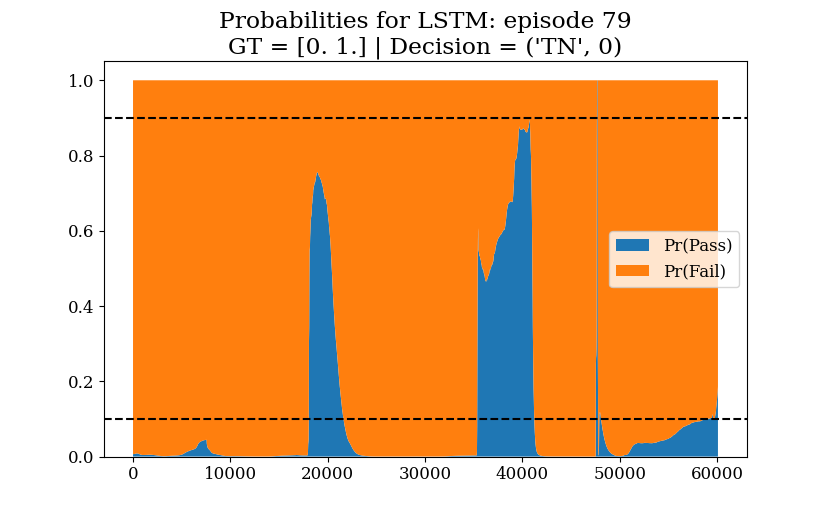 Probabilities for LSTM: episode 79
GT = [0. 1.] | Decision = ('TN', 0)
1.0
0.8
0.6
0.4
0.2
0.0
Pr(Pass)
Pr(Fail)
0 10000 20000 30000 40000 50000 60000